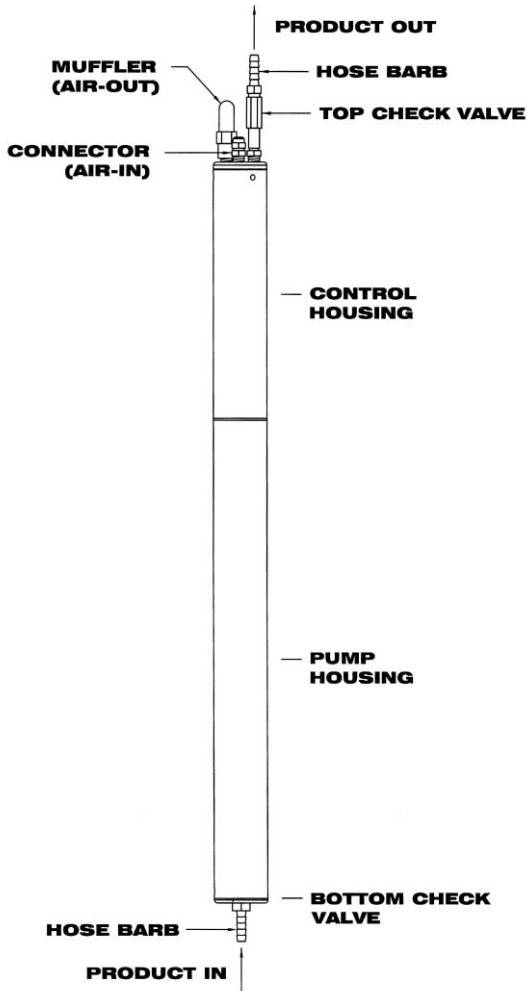 PRODUCT OUT
MUFFLER
(AIR-OUT)
HOSE BARB
TOP CHECK VALVE
CONNECTOR
(AIR-IN)
CONTROL
HOUSING
PUMP
HOUSING
BOTTOM CHECK
VALVE
HOSE BARB
PRODUCT IN